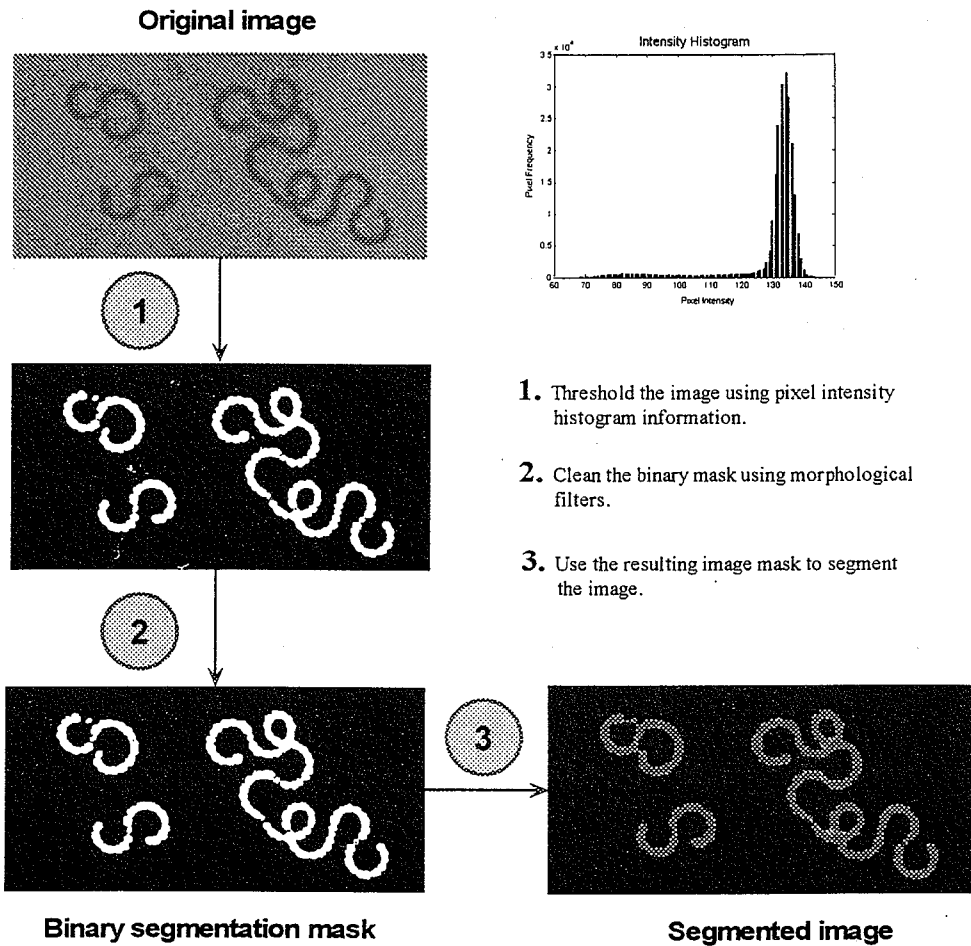 Original image
Intensity Histogram
x 10⁴
3.5
3
2.5
2
1.5
1
0.5
0
Pixel Frequency
60 70 80 90 100 110 120 130 140 150
Pixel Intensity
1
1. Threshold the image using pixel intensity
histogram information.
2. Clean the binary mask using morphological
filters.
3. Use the resulting image mask to segment
the image.
2
3
Binary segmentation mask
Segmented image